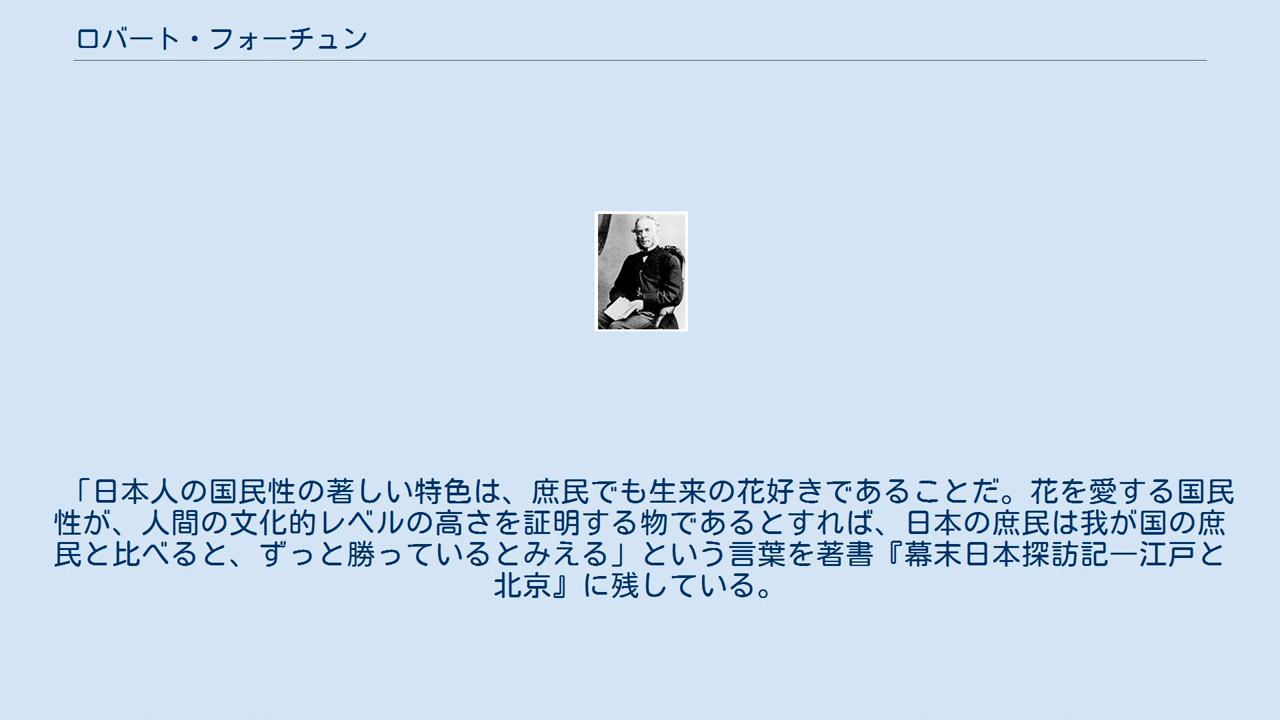 ロバート・フォーチュン
「日本人の国民性の著しい特色は、庶民でも生来の花好きであることだ。花を愛する国民
性が、人間の文化的レベルの高さを証明する物であるとすれば、日本の庶民は我が国の庶
民と比べると、ずっと勝っているとみえる」という言葉を著書『幕末日本探訪記―江戸と
北京』に残している。